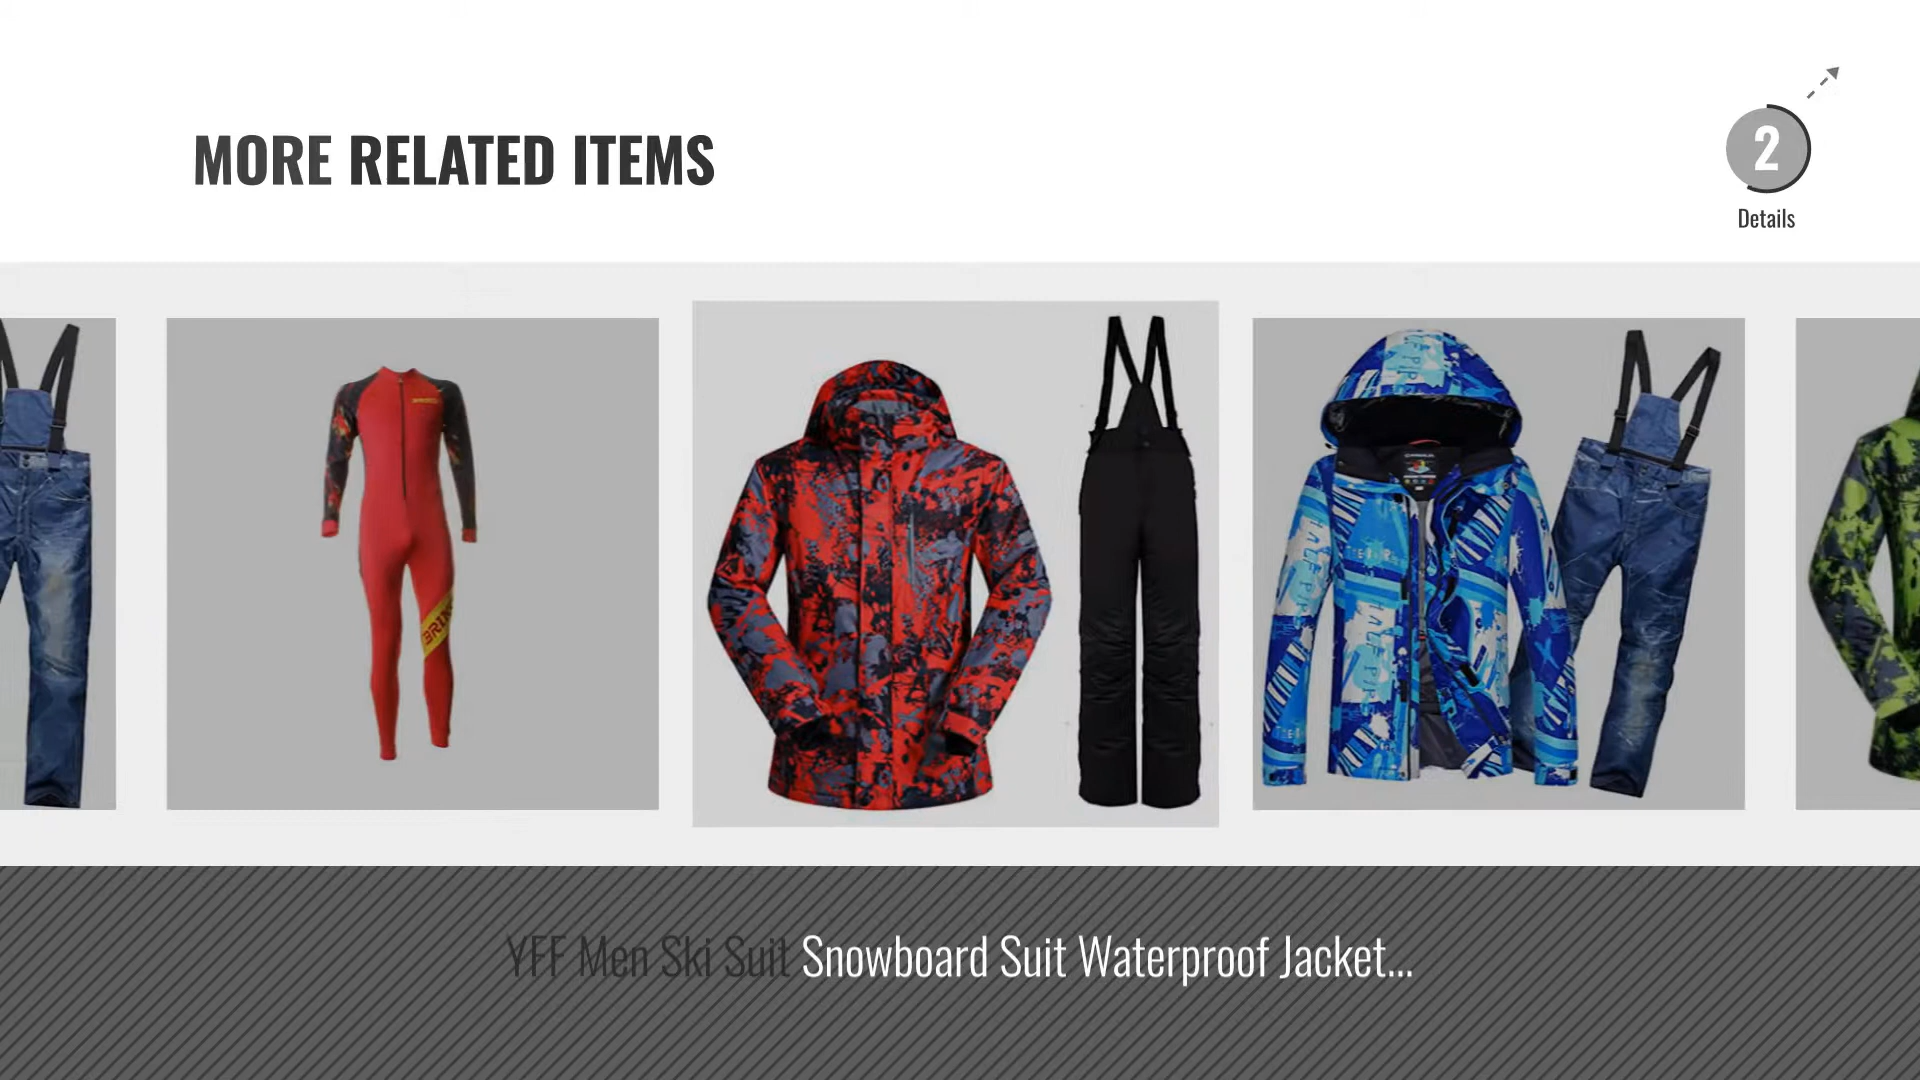 MORE RELATED ITEMS
2
Details
YFF Men Ski Suit Snowboard Suit Waterproof Jacket...